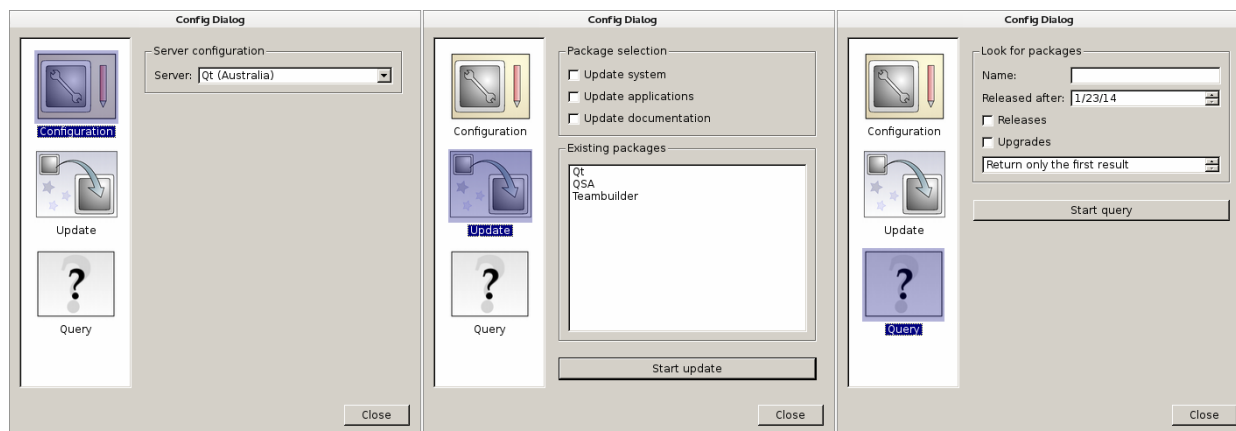 Config Dialog
Configuration
Update
Query
Server configuration
Server: Qt (Australia)
Close
Config Dialog
Configuration
Update
Query
Package selection
Update system
Update applications
Update documentation
Existing packages
Qt
QSA
Teambuilder
Start update
Close
Config Dialog
Configuration
Update
Query
Look for packages
Name:
Released after: 1/23/14
Releases
Upgrades
Return only the first result
Start query
Close